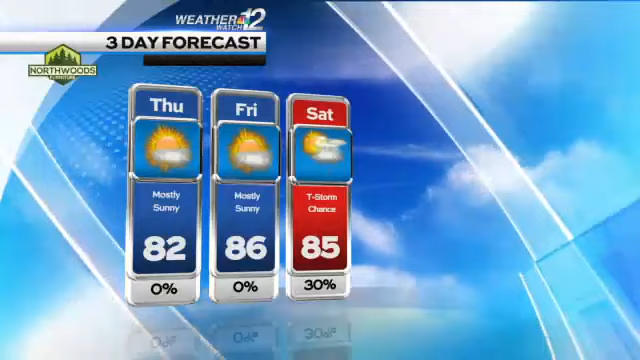 WEATHER 12
WATCH
3 DAY FORECAST
NORTHWOODS
FURNITURE
Thu
Mostly
Sunny
82
0%
Fri
Mostly
Sunny
86
0%
Sat
T-Storm
Chance
85
30%